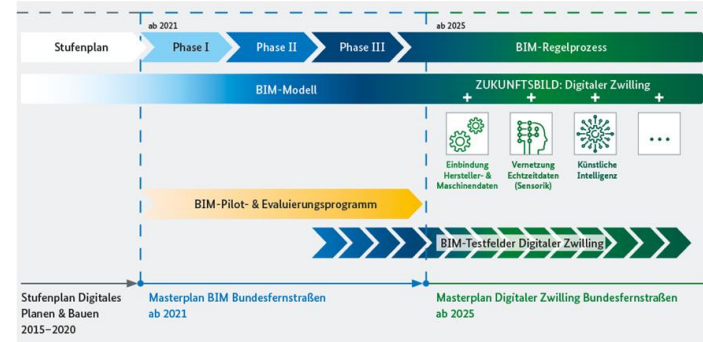 ab 2021
ab 2025
Stufenplan
Phase I
Phase II
Phase III
BIM-Regelprozess
BIM-Modell
ZUKUNFTSBILD: Digitaler Zwilling
+ + + +
...
Einbindung
Hersteller- &
Maschinendaten
Vernetzung
Echtzeitdaten
(Sensorik)
Künstliche
Intelligenz
BIM-Pilot- & Evaluierungsprogramm
BIM-Testfelder Digitaler Zwilling
Stufenplan Digitales
Planen & Bauen
2015–2020
Masterplan BIM Bundesfernstraßen
ab 2021
Masterplan Digitaler Zwilling Bundesfernstraßen
ab 2025